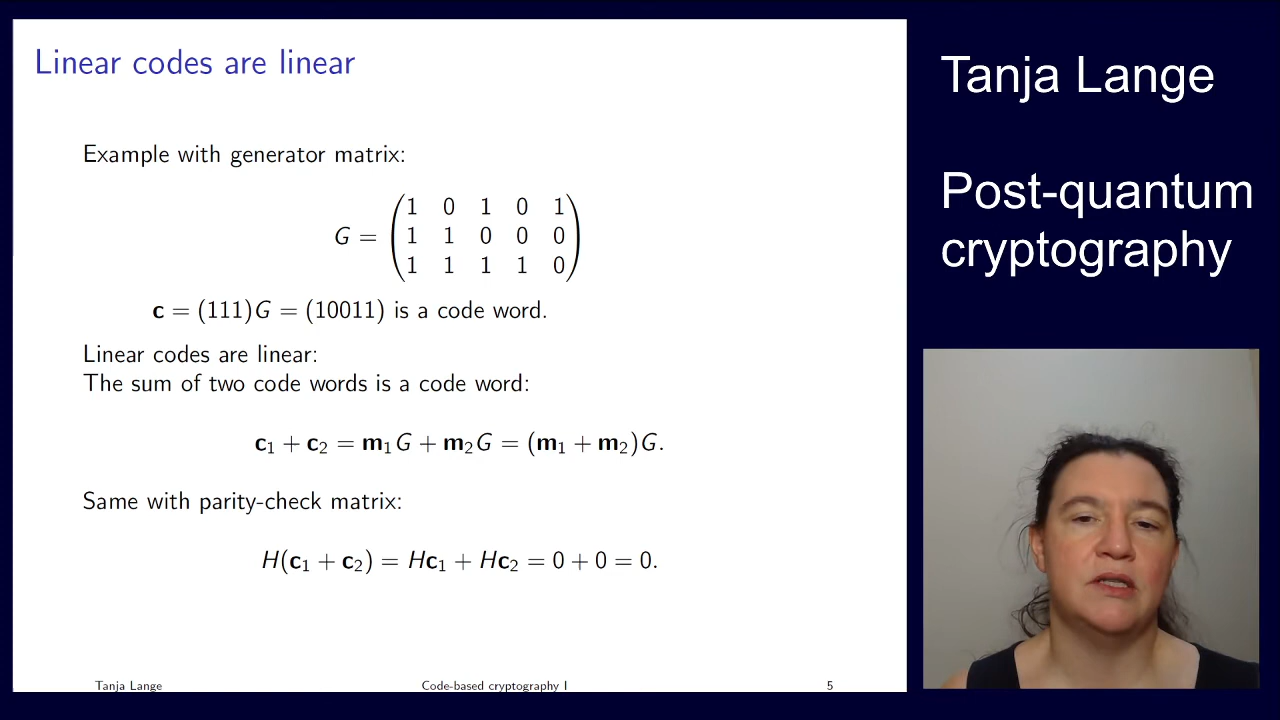 Linear codes are linear
Example with generator matrix:
G = 
1 0 1 0 1
1 1 0 0 0
1 1 1 1 0
c = (111)G = (10011) is a code word.
Linear codes are linear:
The sum of two code words is a code word:
c₁ + c₂ = m₁G + m₂G = (m₁ + m₂)G.
Same with parity-check matrix:
H(c₁ + c₂) = Hc₁ + Hc₂ = 0 + 0 = 0.
Tanja Lange
Code-based cryptography I
5
Tanja Lange
Post-quantum
cryptography